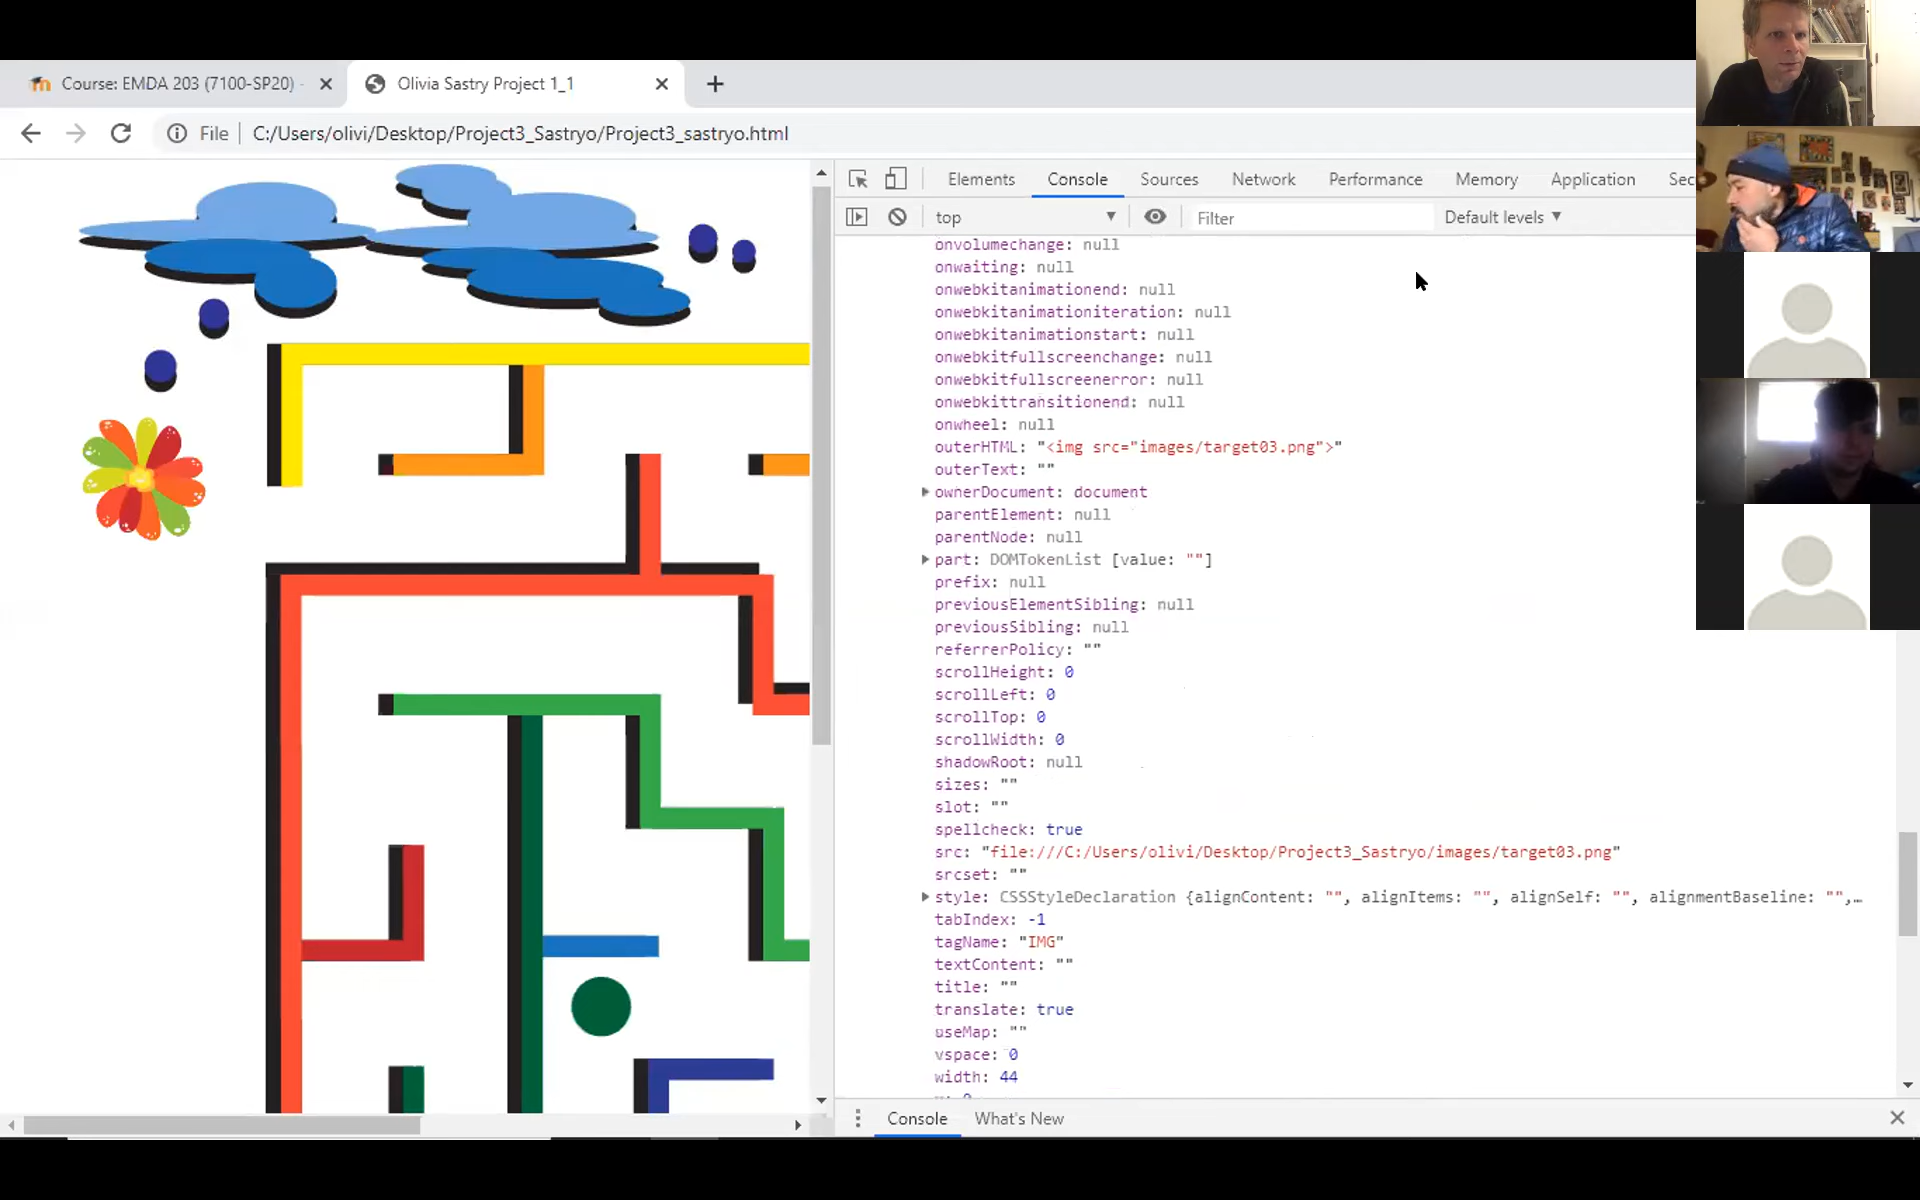 Course: EMDA 203 (7100-SP20) -
Olivia Sastry Project 1_1
File
C:/Users/olivi/Desktop/Project3_Sastryo/Project3_sastryo.html
Elements Console Sources Network Performance Memory Application Sec
top
Filter
Default levels ▼
onvolumechange: null
onwaiting: null
onwebkitanimationend: null
onwebkitanimationiteration: null
onwebkitanimationstart: null
onwebkitfullscreenchange: null
onwebkitfullscreenerror: null
onwebkittransitionend: null
onwheel: null
outerHTML: "<img src="images/target03.png">"
outerText: ""
ownerDocument: document
parentElement: null
parentNode: null
part: DOMTokenList [value: ""]
prefix: null
previousElementSibling: null
previousSibling: null
referrerPolicy: ""
scrollHeight: 0
scrollLeft: 0
scrollTop: 0
scrollWidth: 0
shadowRoot: null
sizes: ""
slot: ""
spellcheck: true
src: "file:///C:/Users/olivi/Desktop/Project3_Sastryo/images/target03.png"
srcset: ""
style: CSSStyleDeclaration {alignContent: "", alignItems: "", alignSelf: "", alignmentBaseline: "",…
tabIndex: -1
tagName: "IMG"
textContent: ""
title: ""
translate: true
useMap: ""
vspace: 0
width: 44
Console What's New